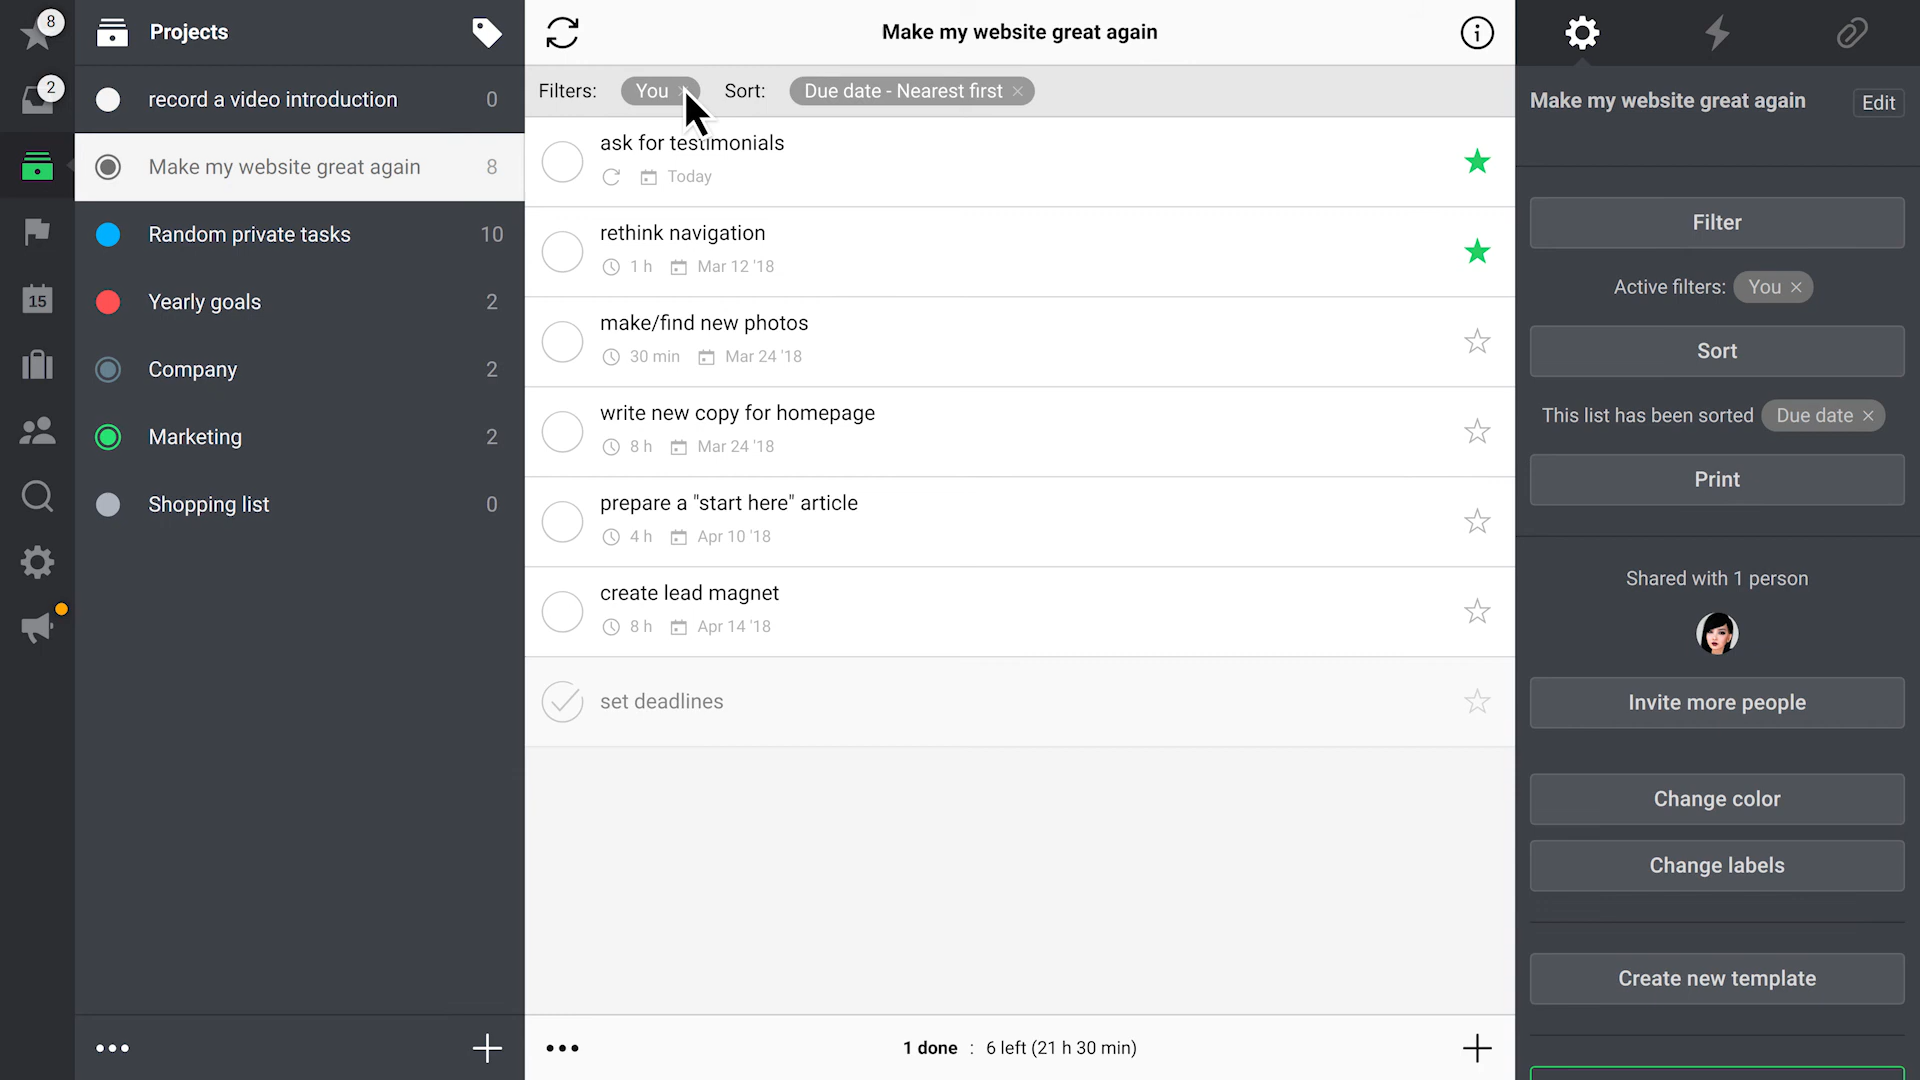 8
2
15
Projects
record a video introduction 0
Make my website great again 8
Random private tasks 10
Yearly goals 2
Company 2
Marketing 2
Shopping list 0
Make my website great again
Filters: You × Sort: Due date - Nearest first ×
ask for testimonials
Today
rethink navigation
1 h Mar 12 '18
make/find new photos
30 min Mar 24 '18
write new copy for homepage
8 h Mar 24 '18
prepare a "start here" article
4 h Apr 10 '18
create lead magnet
8 h Apr 14 '18
set deadlines
1 done : 6 left (21 h 30 min)
Make my website great again Edit
Filter
Active filters: You ×
Sort
This list has been sorted Due date ×
Print
Shared with 1 person
Invite more people
Change color
Change labels
Create new template